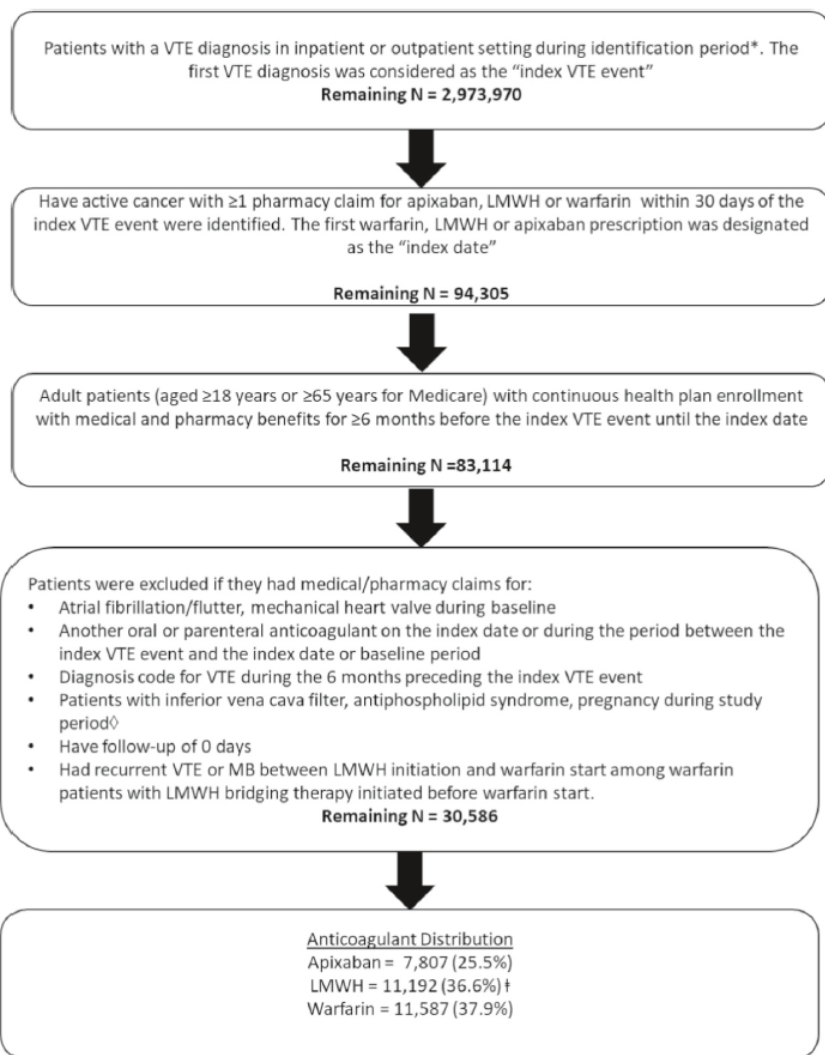 Patients with a VTE diagnosis in inpatient or outpatient setting during identification period*. The
first VTE diagnosis was considered as the “index VTE event”
Remaining N = 2,973,970
Have active cancer with ≥1 pharmacy claim for apixaban, LMWH or warfarin within 30 days of the
index VTE event were identified. The first warfarin, LMWH or apixaban prescription was designated
as the “index date”
Remaining N = 94,305
Adult patients (aged ≥18 years or ≥65 years for Medicare) with continuous health plan enrollment
with medical and pharmacy benefits for ≥6 months before the index VTE event until the index date
Remaining N =83,114
Patients were excluded if they had medical/pharmacy claims for:
• Atrial fibrillation/flutter, mechanical heart valve during baseline
• Another oral or parenteral anticoagulant on the index date or during the period between the
index VTE event and the index date or baseline period
• Diagnosis code for VTE during the 6 months preceding the index VTE event
• Patients with inferior vena cava filter, antiphospholipid syndrome, pregnancy during study
period◊
• Have follow-up of 0 days
• Had recurrent VTE or MB between LMWH initiation and warfarin start among warfarin
patients with LMWH bridging therapy initiated before warfarin start.
Remaining N = 30,586
Anticoagulant Distribution
Apixaban = 7,807 (25.5%)
LMWH = 11,192 (36.6%) ƚ
Warfarin = 11,587 (37.9%)